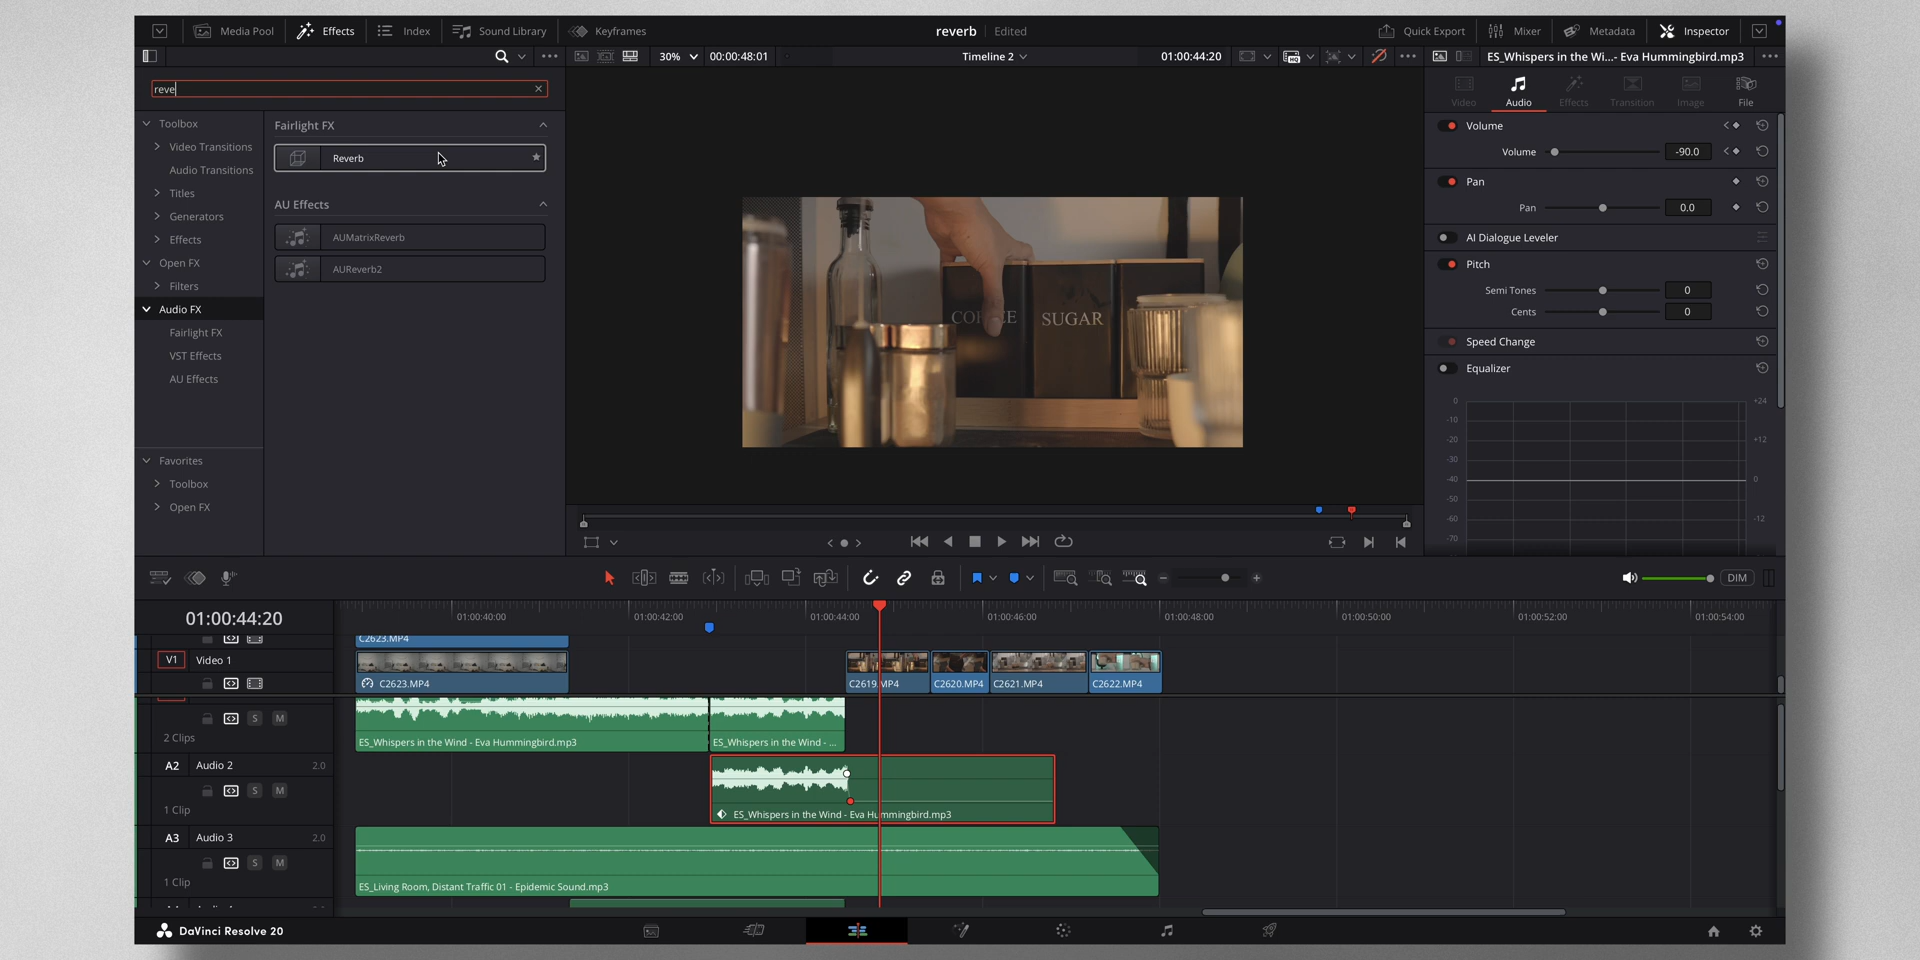 Media Pool Effects Index Sound Library Keyframes reverb Edited Quick Export Mixer Metadata Inspector
30% 00:00:48:01 Timeline 2 01:00:44:20 ES_Whispers in the Wi...- Eva Hummingbird.mp3
reve
Video Audio Effects Transition Image File
Toolbox
Video Transitions
Audio Transitions
Titles
Generators
Effects
Open FX
Filters
Audio FX
Fairlight FX
VST Effects
AU Effects
Favorites
Toolbox
Open FX
Fairlight FX
Reverb
AU Effects
AUMatrixReverb
AUReverb2
SUGAR
Volume
Volume -90.0
Pan
Pan 0.0
AI Dialogue Leveler
Pitch
Semi Tones 0
Cents 0
Speed Change
Equalizer
0 +24
-10
-20 +12
-30
-40 0
-50
-60 -12
-70
DIM
01:00:44:20
01:00:40:00 01:00:42:00 01:00:44:00 01:00:46:00 01:00:48:00 01:00:50:00 01:00:52:00 01:00:54:00
C2623.MP4
V1 Video 1
C2623.MP4 C2619.MP4 C2620.MP4 C2621.MP4 C2622.MP4
S M
2 Clips
ES_Whispers in the Wind - Eva Hummingbird.mp3 ES_Whispers in the Wind - ...
A2 Audio 2 2.0
S M
1 Clip
ES_Whispers in the Wind - Eva Hummingbird.mp3
A3 Audio 3 2.0
S M
1 Clip
ES_Living Room, Distant Traffic 01 - Epidemic Sound.mp3
DaVinci Resolve 20